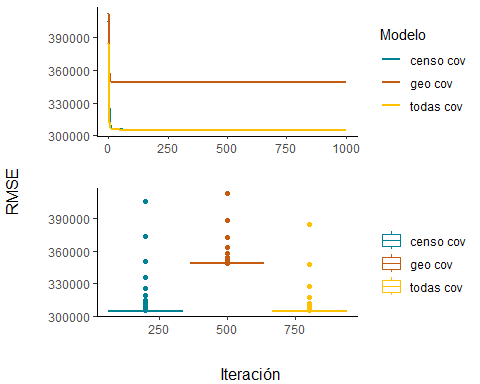 390000
360000
330000
300000
0
250
500
750
1000
Modelo
censo cov
geo cov
todas cov
RMSE
390000
360000
330000
300000
250
500
750
censo cov
geo cov
todas cov
Iteración